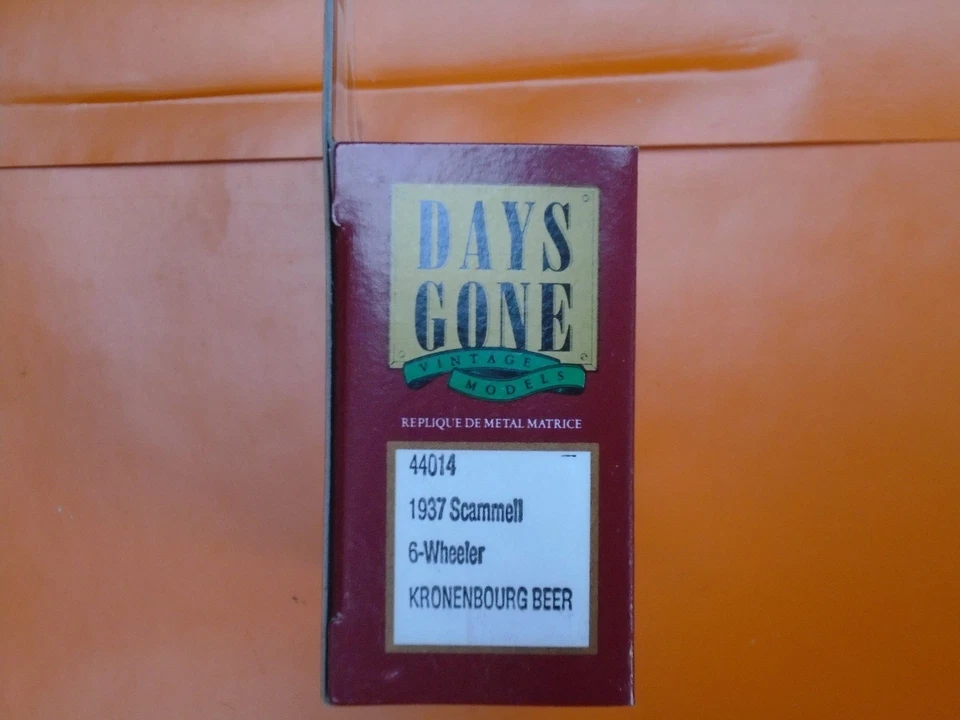 DAYS
GONE
VINTAGE
MODELS
REPLIQUE DE METAL MATRICE
44014
1937 Scammell
6-Wheeler
KRONENBOURG BEER